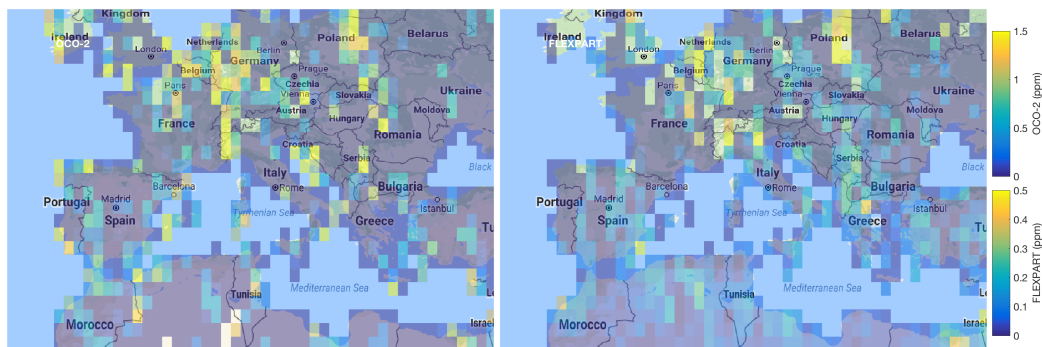 Kingdom
Ireland
OCO-2
London
Netherlands
Berlin
Poland
Belarus
Belgium
Germany
Paris
Prague
Czechia
Vienna
Slovakia
Ukraine
France
Austria
Hungary
Moldova
Romania
Croatia
Serbia
Italy
Black
Barcelona
Rome
Bulgaria
Portugal
Madrid
Spain
Tyrrhenian Sea
Istanbul
Greece
Tu
Mediterranean Sea
Tunisia
Le
Morocco
Israel
Kingdom
Ireland
FLEXPART
London
Netherlands
Berlin
Poland
Belarus
Belgium
Germany
Paris
Prague
Czechia
Vienna
Slovakia
Ukraine
France
Austria
Hungary
Moldova
Romania
Croatia
Serbia
Italy
Black
Barcelona
Rome
Bulgaria
Portugal
Madrid
Spain
Tyrrhenian Sea
Istanbul
Greece
Tu
Mediterranean Sea
Tunisia
Le
Morocco
Israel
1.5
1
0.5
0
OCO-2 (ppm)
0.5
0.4
0.3
0.2
0.1
0
FLEXPART (ppm)